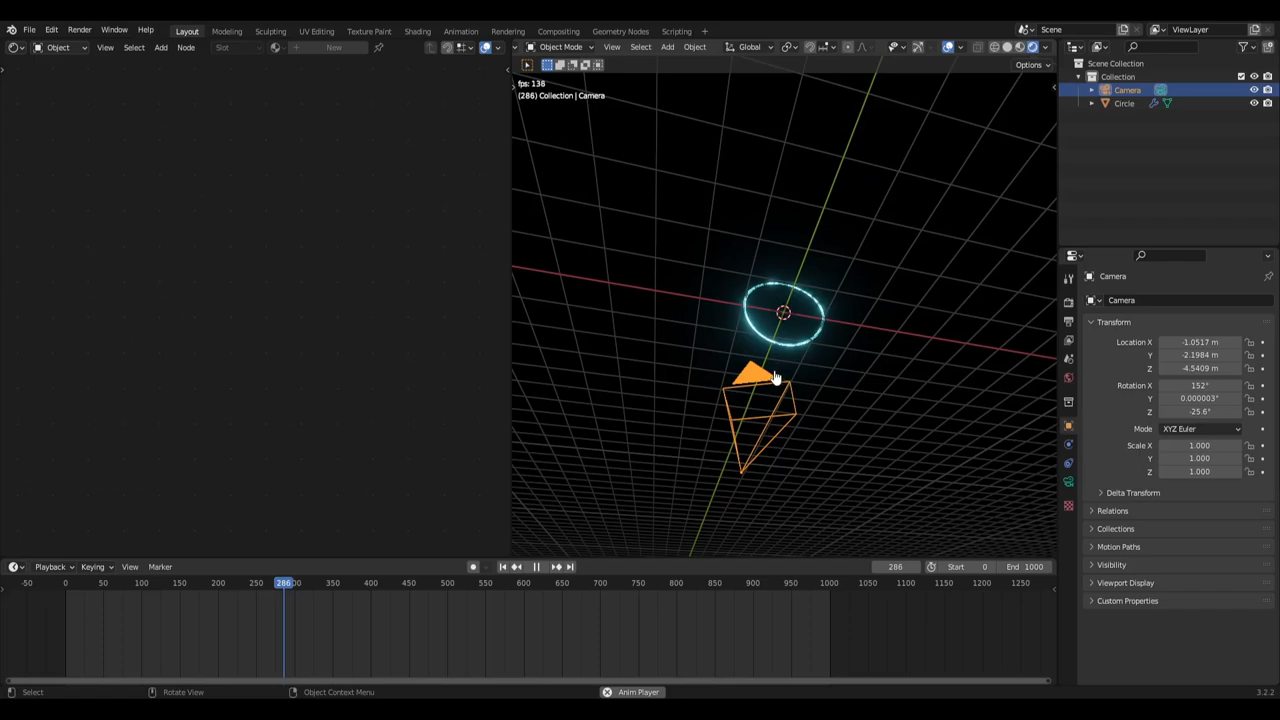 File Edit Render Window Help Layout Modeling Sculpting UV Editing Texture Paint Shading Animation Rendering Compositing Geometry Nodes Scripting + Scene ViewLayer
Object View Select Add Node Slot New Object Mode View Select Add Object Global
Options
fps: 138
(286) Collection | Camera
Scene Collection
Collection
Camera
Circle
Camera
Camera
Transform
Location X -1.0517 m
Y -2.1984 m
Z -4.5409 m
Rotation X 152°
Y 0.000003°
Z -25.6°
Mode XYZ Euler
Scale X 1.000
Y 1.000
Z 1.000
Delta Transform
Relations
Collections
Motion Paths
Visibility
Viewport Display
Custom Properties
Playback Keying View Marker 286 Start 0 End 1000
-50 0 50 100 150 200 250 286 300 350 400 450 500 550 600 650 700 750 800 850 900 950 1000 1050 1100 1150 1200 1250
Select Rotate View Object Context Menu Anim Player 3.2.2